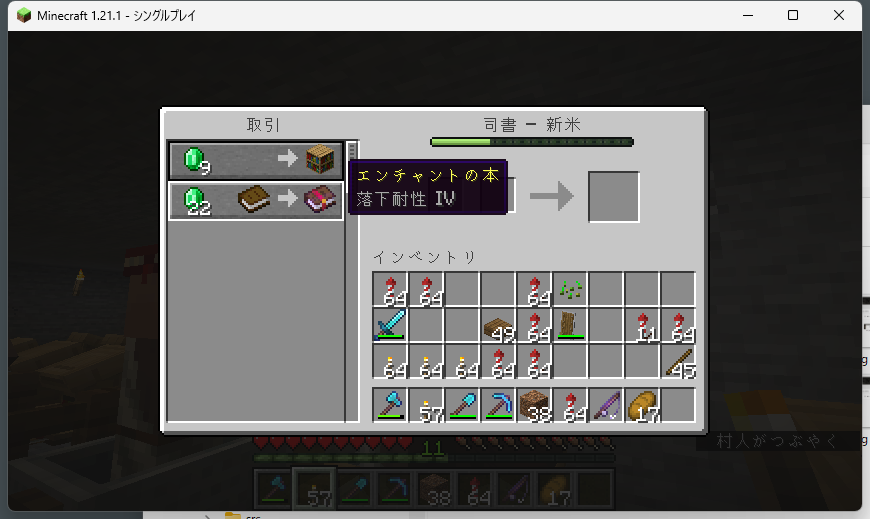 Minecraft 1.21.1 - シングルプレイ
取引
司書 － 新米
9
22
エンチャントの本
落下耐性 IV
インベントリ
64 64 64
49 64 11 64
64 64 64 64 64 45
57 38 64 17
11
村人がつぶやく
57 38 64 17
src